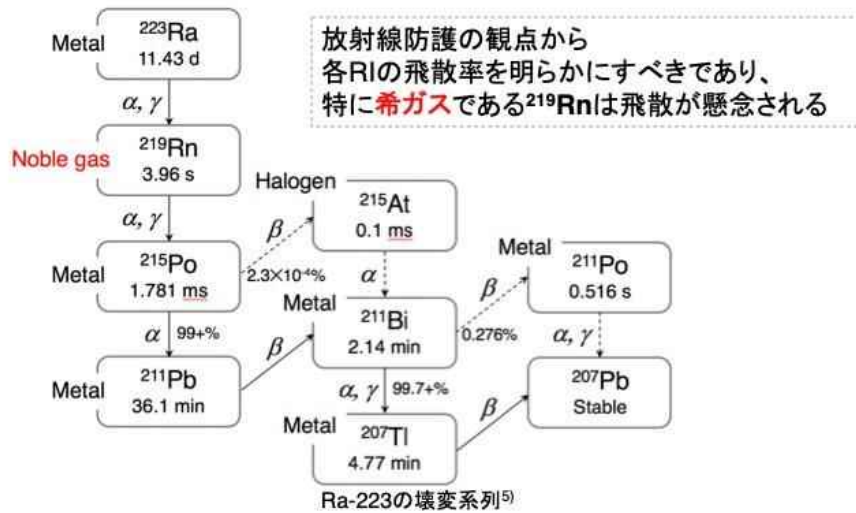 放射線防護の観点から
各RIの飛散率を明らかにすべきであり、
特に希ガスである²¹⁹Rnは飛散が懸念される
Metal
²²³Ra
11.43 d
α, γ
Noble gas
²¹⁹Rn
3.96 s
α, γ
Metal
²¹⁵Po
1.781 ms
β
2.3×10⁻⁴%
Halogen
²¹⁵At
0.1 ms
α
α 99+%
Metal
²¹¹Pb
36.1 min
β
Metal
²¹¹Bi
2.14 min
β
0.276%
Metal
²¹¹Po
0.516 s
α, γ
α, γ 99.7+%
Metal
²⁰⁷Tl
4.77 min
β
²⁰⁷Pb
Stable
Ra-223の壊変系列⁵⁾